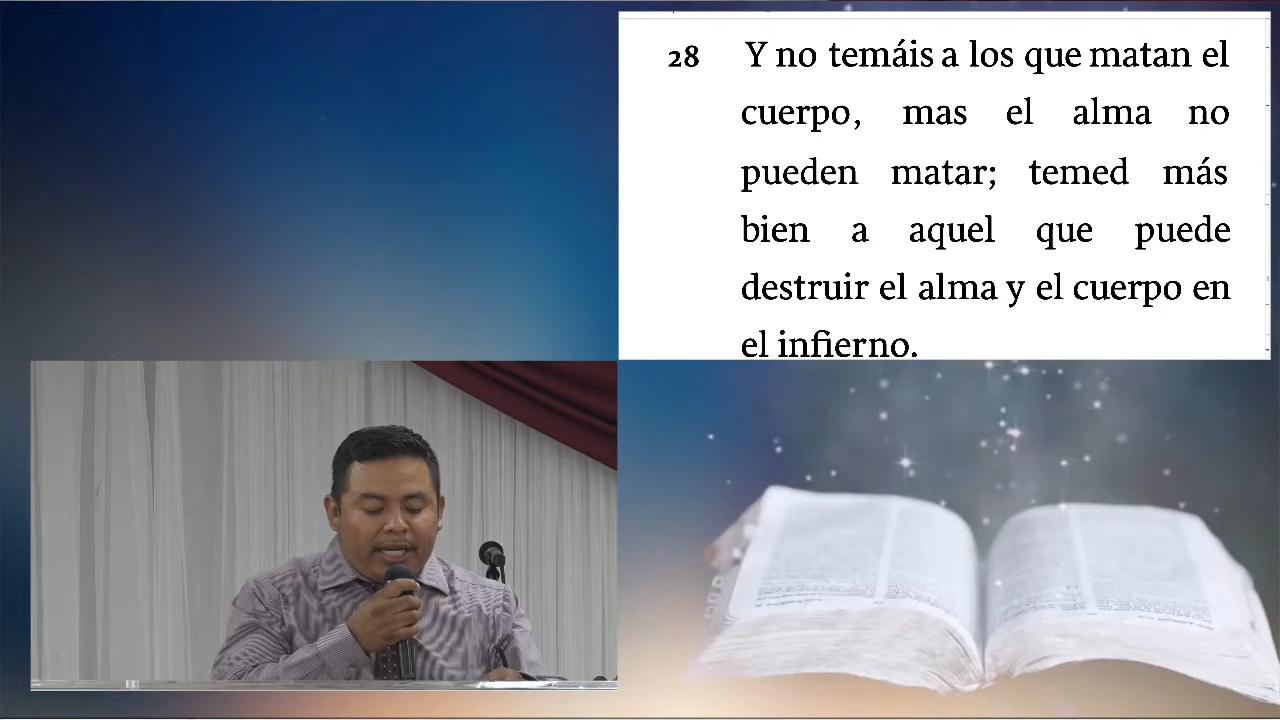 28 Y no temáis a los que matan el
cuerpo, mas el alma no
pueden matar; temed más
bien a aquel que puede
destruir el alma y el cuerpo en
el infierno.